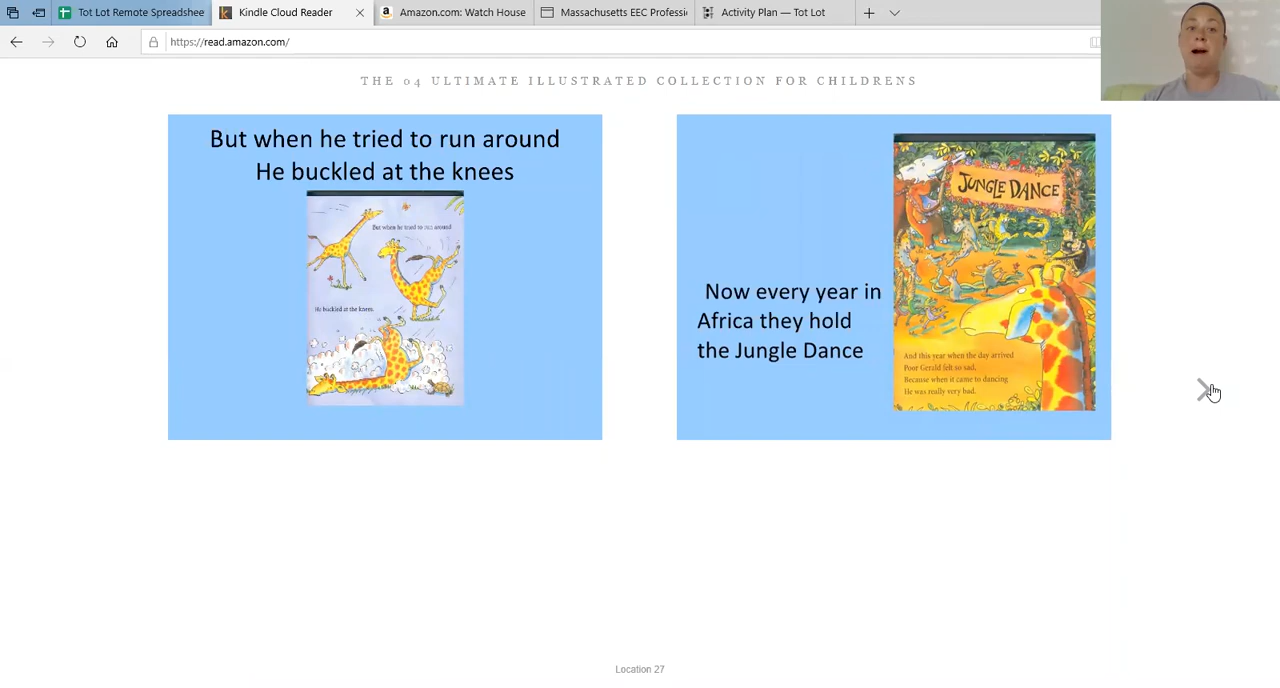 Tot Lot Remote Spreadshee
Kindle Cloud Reader
Amazon.com: Watch House
Massachusetts EEC Professi
Activity Plan — Tot Lot
https://read.amazon.com/
THE 04 ULTIMATE ILLUSTRATED COLLECTION FOR CHILDRENS
But when he tried to run around
He buckled at the knees
But when he tried to run around
He buckled at the knees.
Now every year in
Africa they hold
the Jungle Dance
JUNGLE DANCE
And this year when the day arrived
Poor Gerald felt so sad,
Because when it came to dancing
He was really very bad.
Location 27